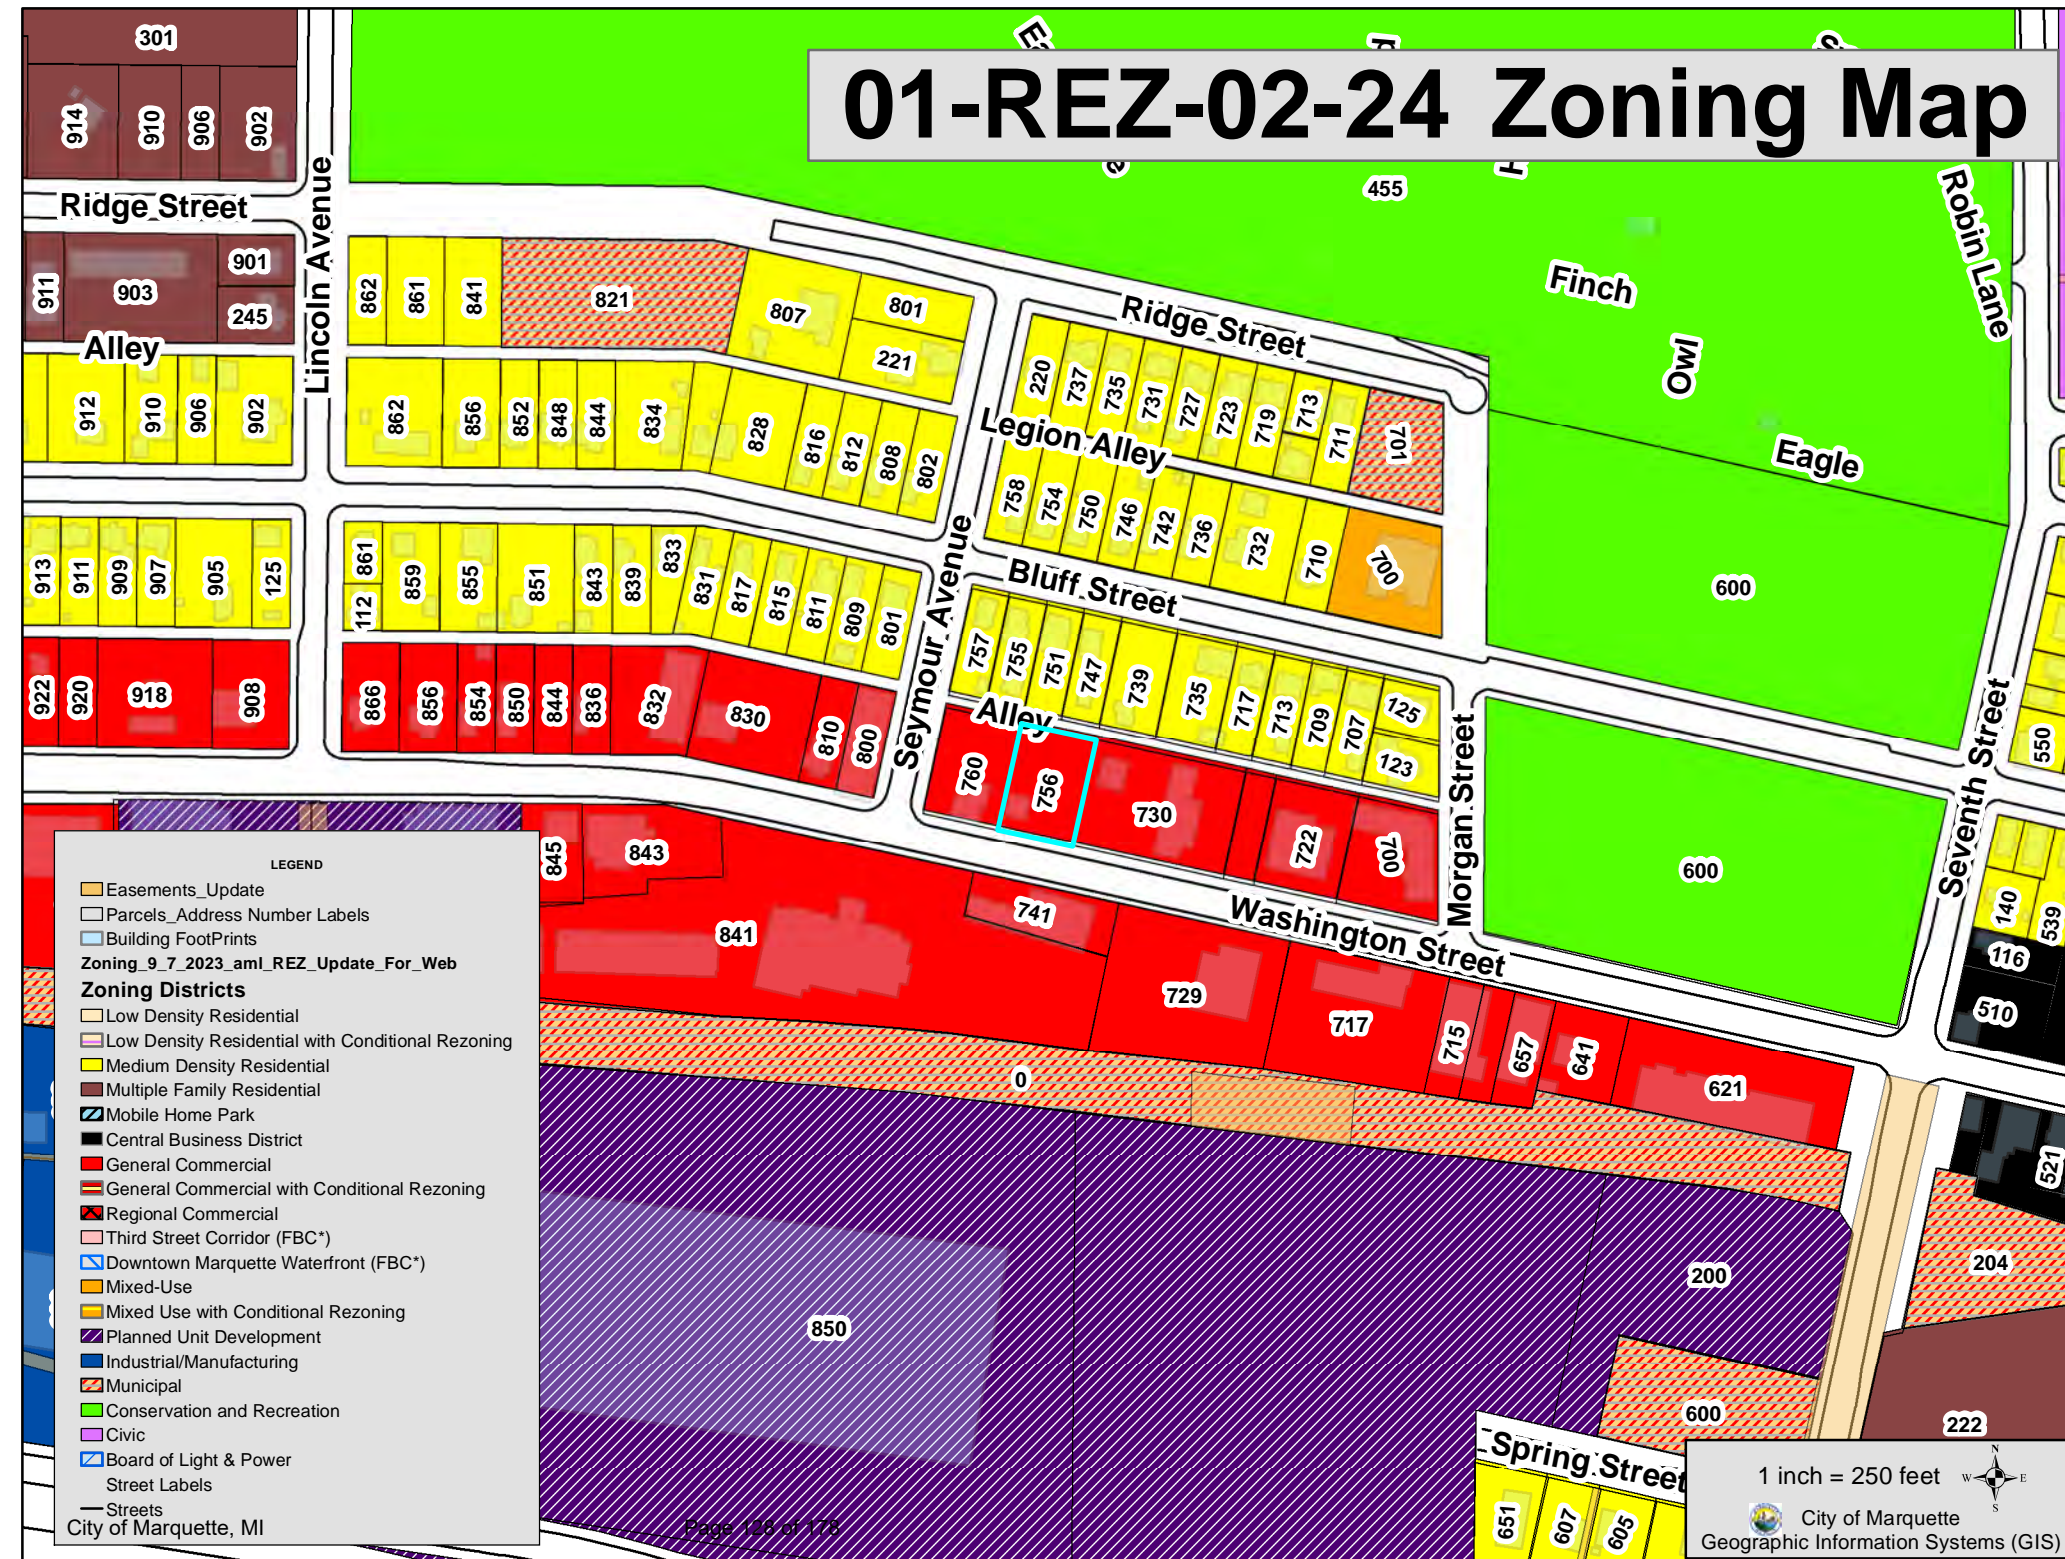 01-REZ-02-24 Zoning Map
301
914
910
906
902
Ridge Street
Lincoln Avenue
455
Robin Lane
911
903
901
245
Alley
862
861
841
821
807
801
221
Ridge Street
Finch
Owl
Eagle
912
910
906
902
862
856
852
848
844
834
828
816
812
808
802
220
737
735
731
727
723
719
713
711
701
Legion Alley
758
754
750
746
742
736
732
710
700
600
913
911
909
907
905
125
861
112
859
855
851
843
839
833
831
817
815
811
809
801
Seymour Avenue
Bluff Street
757
755
751
747
739
735
717
713
709
707
125
123
Alley
Morgan Street
Seventh Street
550
922
920
918
908
866
856
854
850
844
836
832
830
810
800
760
756
730
722
700
600
140
539
116
510
521
Washington Street
845
843
841
741
729
717
715
657
641
621
0
204
200
850
600
222
Spring Street
651
607
605
LEGEND
Easements_Update
Parcels_Address Number Labels
Building FootPrints
Zoning_9_7_2023_aml_REZ_Update_For_Web
Zoning Districts
Low Density Residential
Low Density Residential with Conditional Rezoning
Medium Density Residential
Multiple Family Residential
Mobile Home Park
Central Business District
General Commercial
General Commercial with Conditional Rezoning
Regional Commercial
Third Street Corridor (FBC*)
Downtown Marquette Waterfront (FBC*)
Mixed-Use
Mixed Use with Conditional Rezoning
Planned Unit Development
Industrial/Manufacturing
Municipal
Conservation and Recreation
Civic
Board of Light & Power
Street Labels
Streets
City of Marquette, MI
Page 128 of 178
1 inch = 250 feet
N
W
E
S
City of Marquette
Geographic Information Systems (GIS)